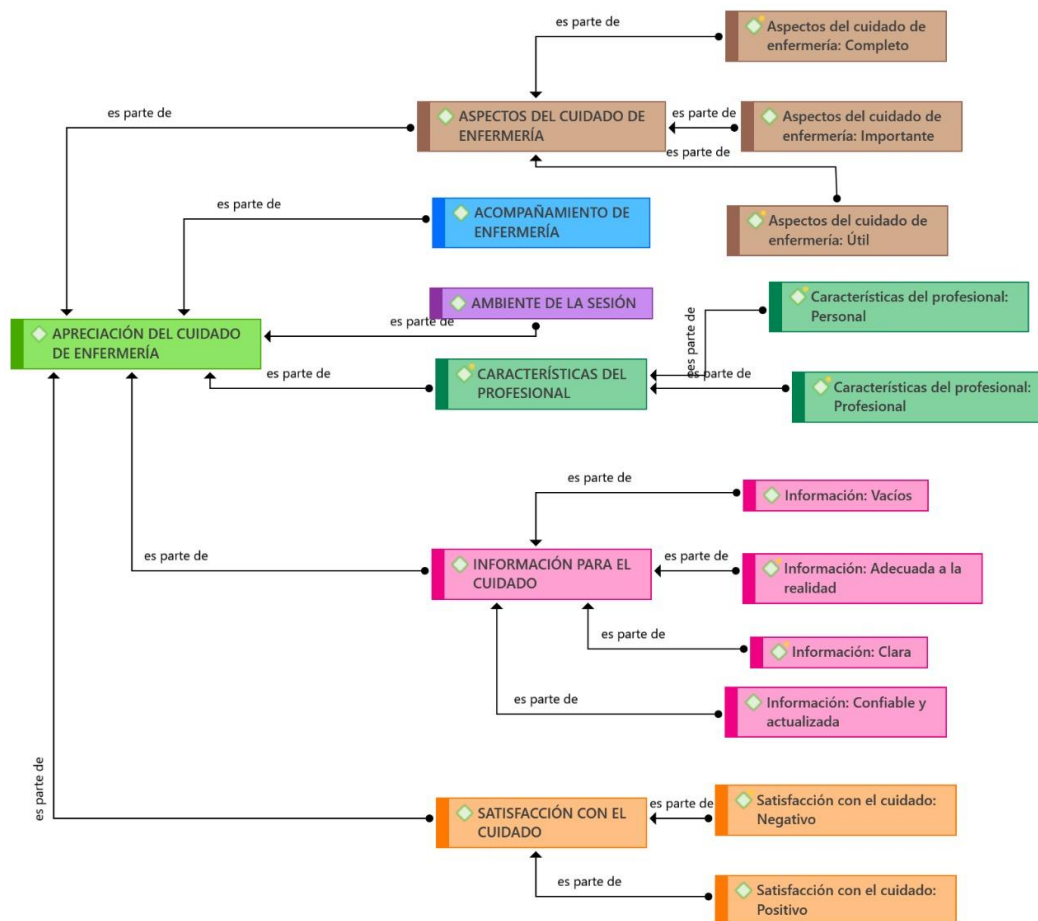 Aspectos del cuidado de
enfermería: Completo
es parte de
es parte de
ASPECTOS DEL CUIDADO DE
ENFERMERÍA
es parte de
Aspectos del cuidado de
enfermería: Importante
es parte de
ACOMPAÑAMIENTO DE
ENFERMERÍA
es parte de
Aspectos del cuidado de
enfermería: Útil
AMBIENTE DE LA SESIÓN
es parte de
Características del profesional:
Personal
es parte de
APRECIACIÓN DEL CUIDADO
DE ENFERMERÍA
CARACTERÍSTICAS DEL
PROFESIONAL
es parte de
es parte de
Características del profesional:
Profesional
es parte de
Información: Vacíos
es parte de
INFORMACIÓN PARA EL
CUIDADO
es parte de
Información: Adecuada a la
realidad
es parte de
Información: Clara
es parte de
Información: Confiable y
actualizada
es parte de
SATISFACCIÓN CON EL
CUIDADO
es parte de
Satisfacción con el cuidado:
Negativo
es parte de
Satisfacción con el cuidado:
Positivo